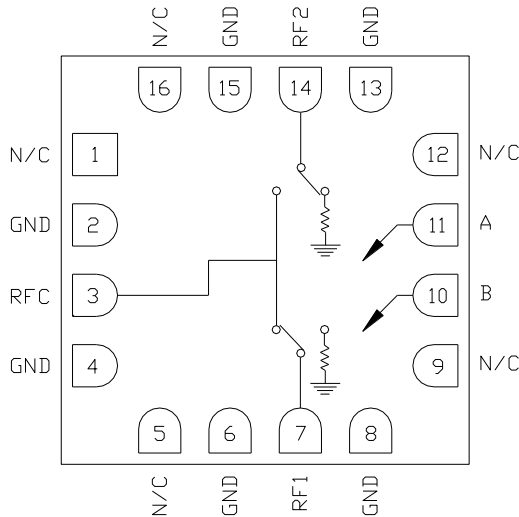 N/C GND RF2 GND
16 15 14 13
N/C 1 12 N/C
GND 2 11 A
RFC 3 10 B
GND 4 9 N/C
5 6 7 8
N/C GND RF1 GND